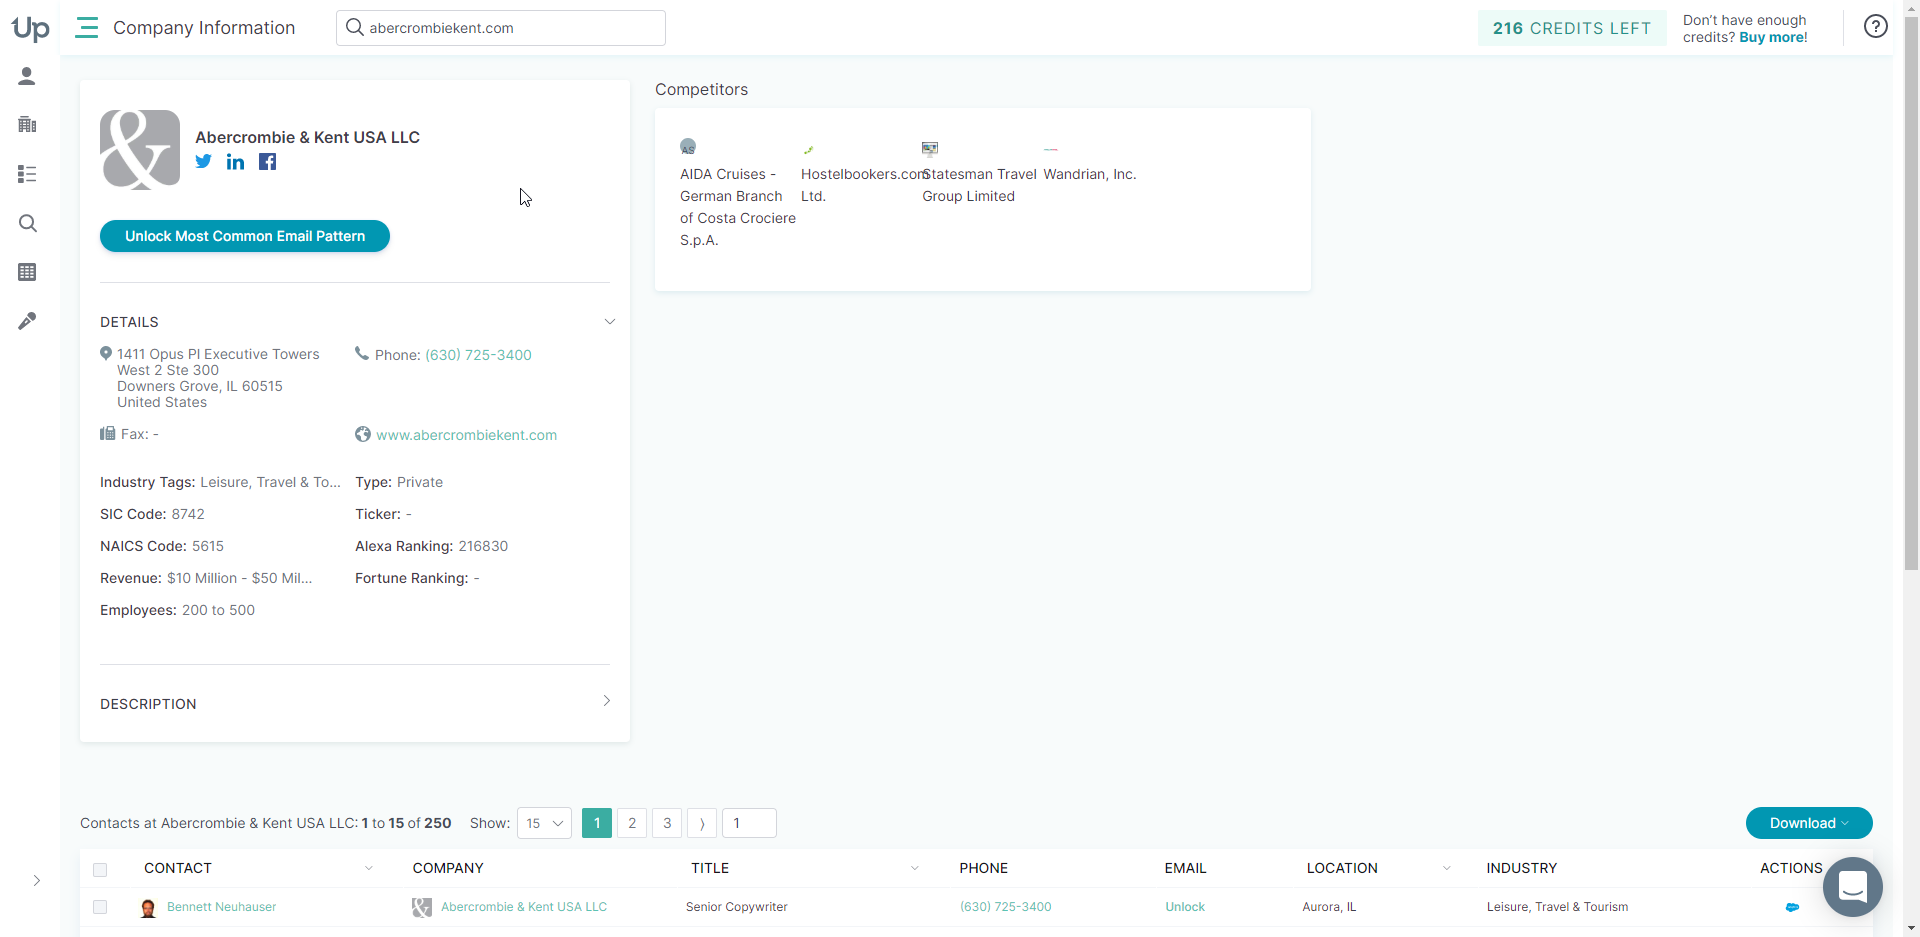 Up
Company Information
abercrombiekent.com
216 CREDITS LEFT
Don't have enough
credits? Buy more!
?
&
Abercrombie & Kent USA LLC
Unlock Most Common Email Pattern
DETAILS
1411 Opus Pl Executive Towers
West 2 Ste 300
Downers Grove, IL 60515
United States
Phone: (630) 725-3400
Fax: -
www.abercrombiekent.com
Industry Tags: Leisure, Travel & To...
Type: Private
SIC Code: 8742
Ticker: -
NAICS Code: 5615
Alexa Ranking: 216830
Revenue: $10 Million - $50 Mil...
Fortune Ranking: -
Employees: 200 to 500
DESCRIPTION
Competitors
AS
AIDA Cruises -
German Branch
of Costa Crociere
S.p.A.
Hostelbookers.com
Ltd.
Statesman Travel
Group Limited
Wandrian, Inc.
Contacts at Abercrombie & Kent USA LLC: 1 to 15 of 250
Show: 15
1 2 3 ⟩ 1
Download
CONTACT COMPANY TITLE PHONE EMAIL LOCATION INDUSTRY ACTIONS
Bennett Neuhauser & Abercrombie & Kent USA LLC Senior Copywriter (630) 725-3400 Unlock Aurora, IL Leisure, Travel & Tourism